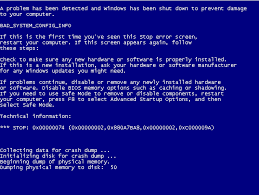 A problem has been detected and windows has been shut down to prevent damage
to your computer.
BAD_SYSTEM_CONFIG_INFO
If this is the first time you've seen this Stop error screen,
restart your computer. If this screen appears again, follow
these steps:
Check to make sure any new hardware or software is properly installed.
If this is a new installation, ask your hardware or software manufacturer
for any windows updates you might need.
If problems continue, disable or remove any newly installed hardware
or software. Disable BIOS memory options such as caching or shadowing.
If you need to use Safe Mode to remove or disable components, restart
your computer, press F8 to select Advanced Startup Options, and then
select Safe Mode.
Technical information:
*** STOP: 0x00000074 (0x00000002,0x880A78A8,0x00000002,0xC000009A)
Collecting data for crash dump ...
Initializing disk for crash dump ...
Beginning dump of physical memory.
Dumping physical memory to disk: 50